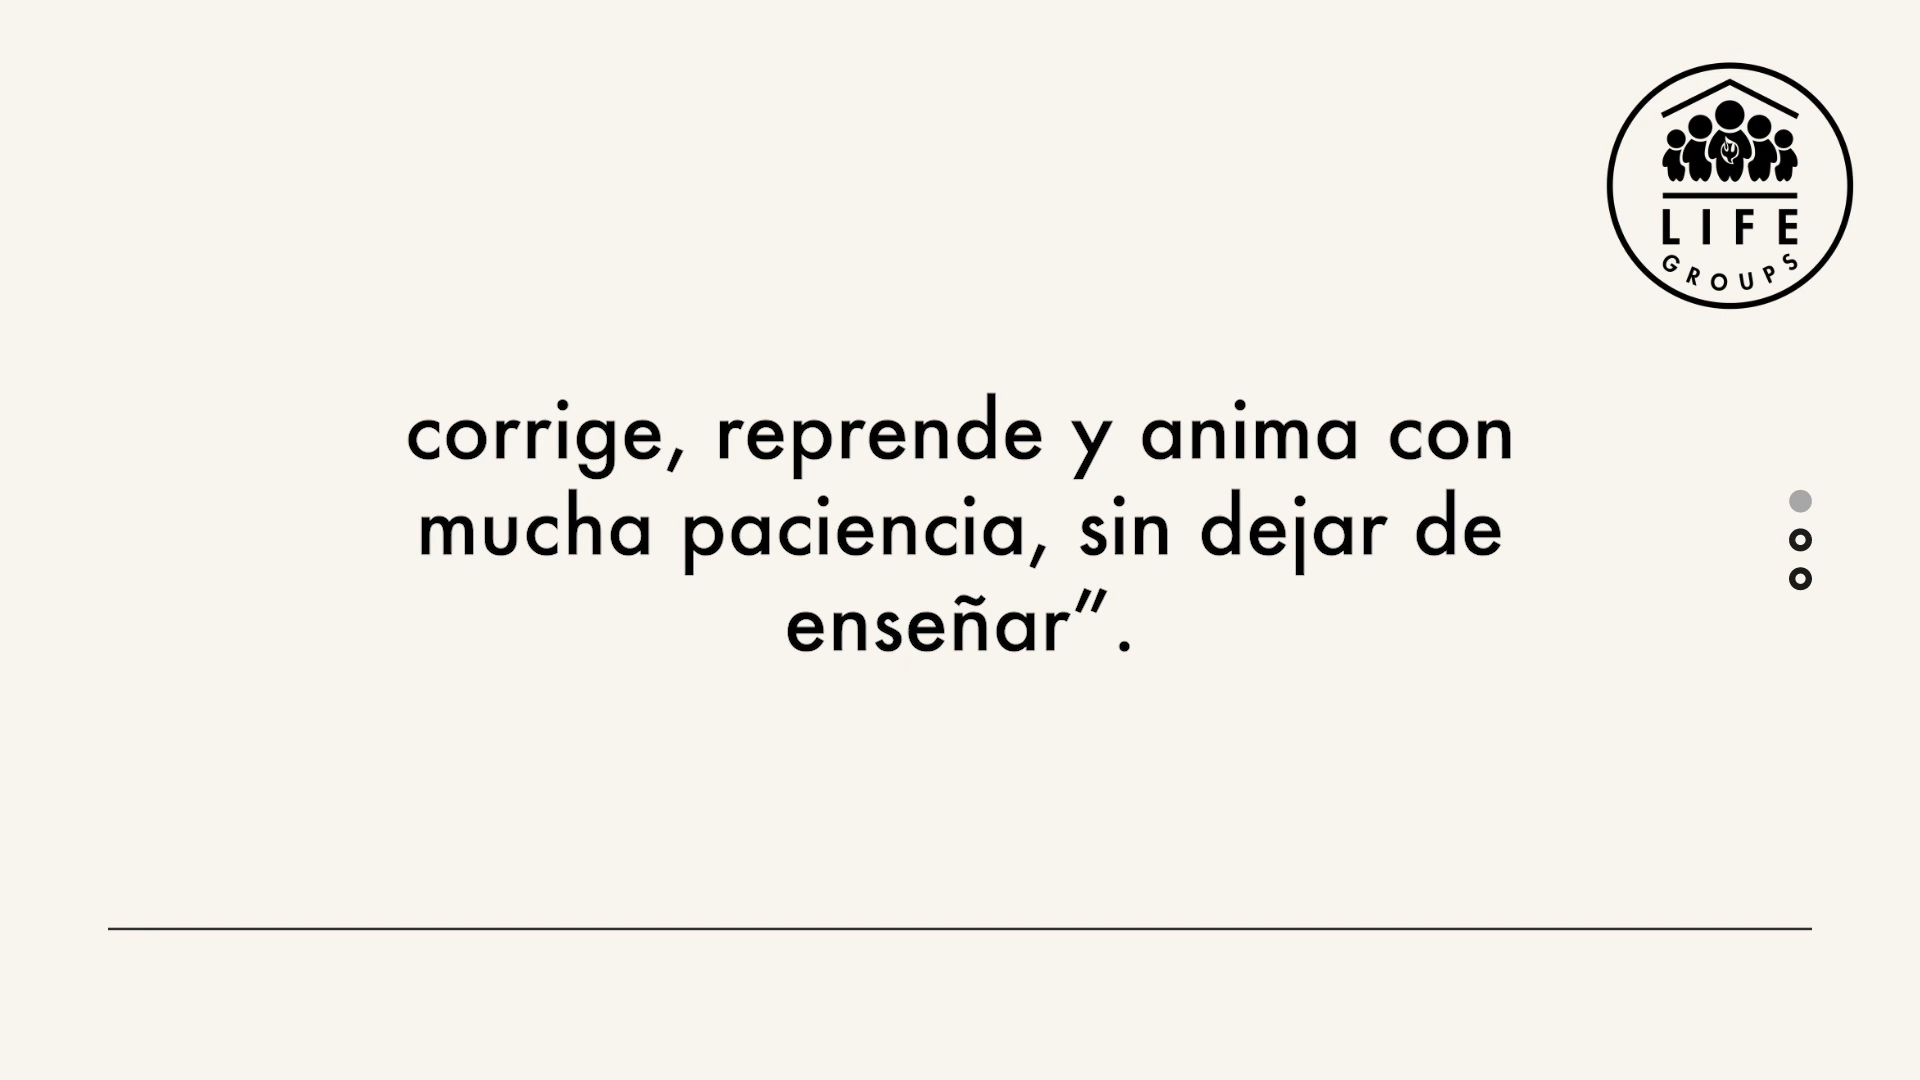 LIFE
GROUPS
corrige, reprende y anima con
mucha paciencia, sin dejar de
enseñar”.